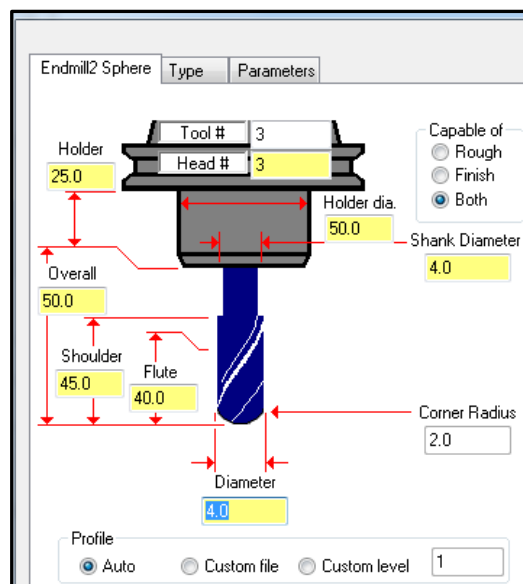 Endmill2 Sphere Type Parameters
Tool # 3
Head # 3
Capable of
Rough
Finish
Both
Holder
25.0
Holder dia.
50.0
Shank Diameter
4.0
Overall
50.0
Shoulder
45.0
Flute
40.0
Corner Radius
2.0
Diameter
4.0
Profile
Auto Custom file Custom level 1